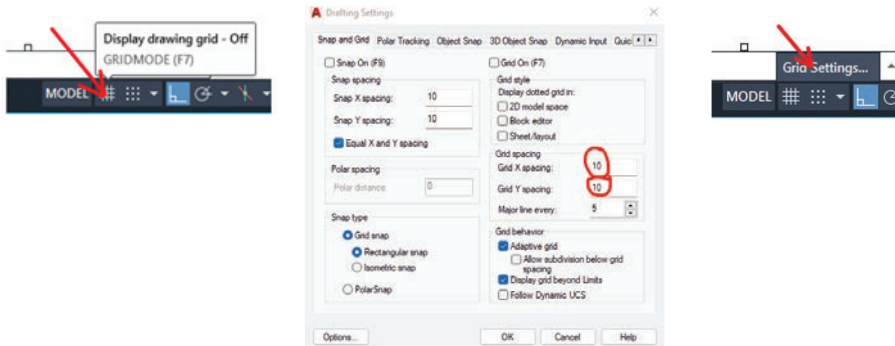 Display drawing grid - Off
GRIDMODE (F7)
MODEL
A Drafting Settings
Snap and Grid Polar Tracking Object Snap 3D Object Snap Dynamic Input Quic
Snap On (F9)
Snap spacing
Snap X spacing: 10
Snap Y spacing: 10
Equal X and Y spacing
Polar spacing
Polar distance: 0
Snap type
Grid snap
Rectangular snap
Isometric snap
PolarSnap
Grid On (F7)
Grid style
Display dotted grid in:
2D model space
Block editor
Sheet/layout
Grid spacing
Grid X spacing: 10
Grid Y spacing: 10
Major line every: 5
Grid behavior
Adaptive grid
Allow subdivision below grid
spacing
Display grid beyond Limits
Follow Dynamic UCS
Options... OK Cancel Help
Grid Settings...
MODEL